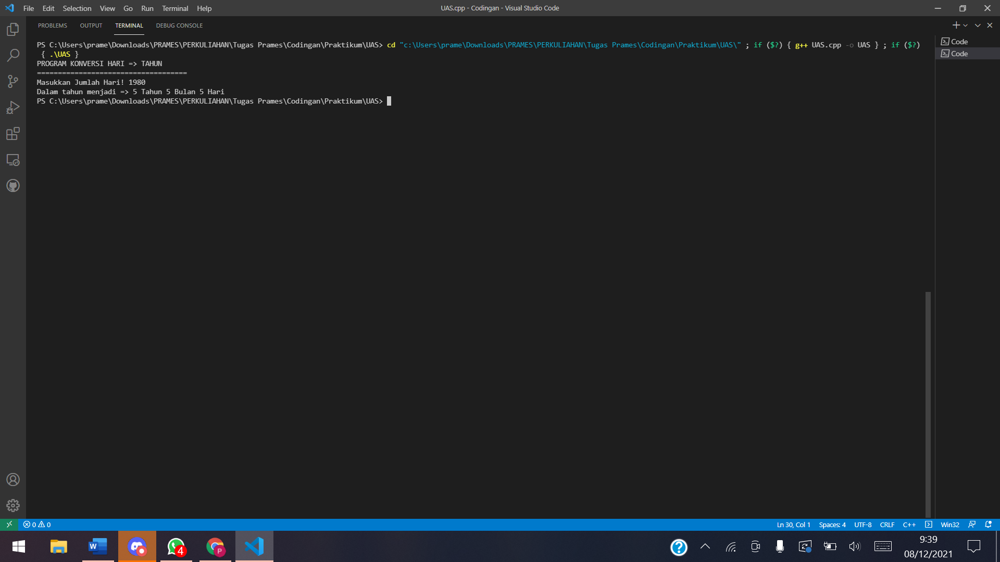 File Edit Selection View Go Run Terminal Help
UAS.cpp - Codingan - Visual Studio Code
PROBLEMS OUTPUT TERMINAL DEBUG CONSOLE
PS C:\Users\prame\Downloads\PRAMES\PERKULIAHAN\Tugas Prames\Codingan\Praktikum\UAS> cd "c:\Users\prame\Downloads\PRAMES\PERKULIAHAN\Tugas Prames\Codingan\Praktikum\UAS\" ; if ($?) { g++ UAS.cpp -o UAS } ; if ($?)
{ .\UAS }
PROGRAM KONVERSI HARI => TAHUN
====================================
Masukkan Jumlah Hari! 1980
Dalam tahun menjadi => 5 Tahun 5 Bulan 5 Hari
PS C:\Users\prame\Downloads\PRAMES\PERKULIAHAN\Tugas Prames\Codingan\Praktikum\UAS>
Code
Code
0 0
Ln 30, Col 1 Spaces: 4 UTF-8 CRLF C++ Win32
W
4
P
?
9:39
08/12/2021